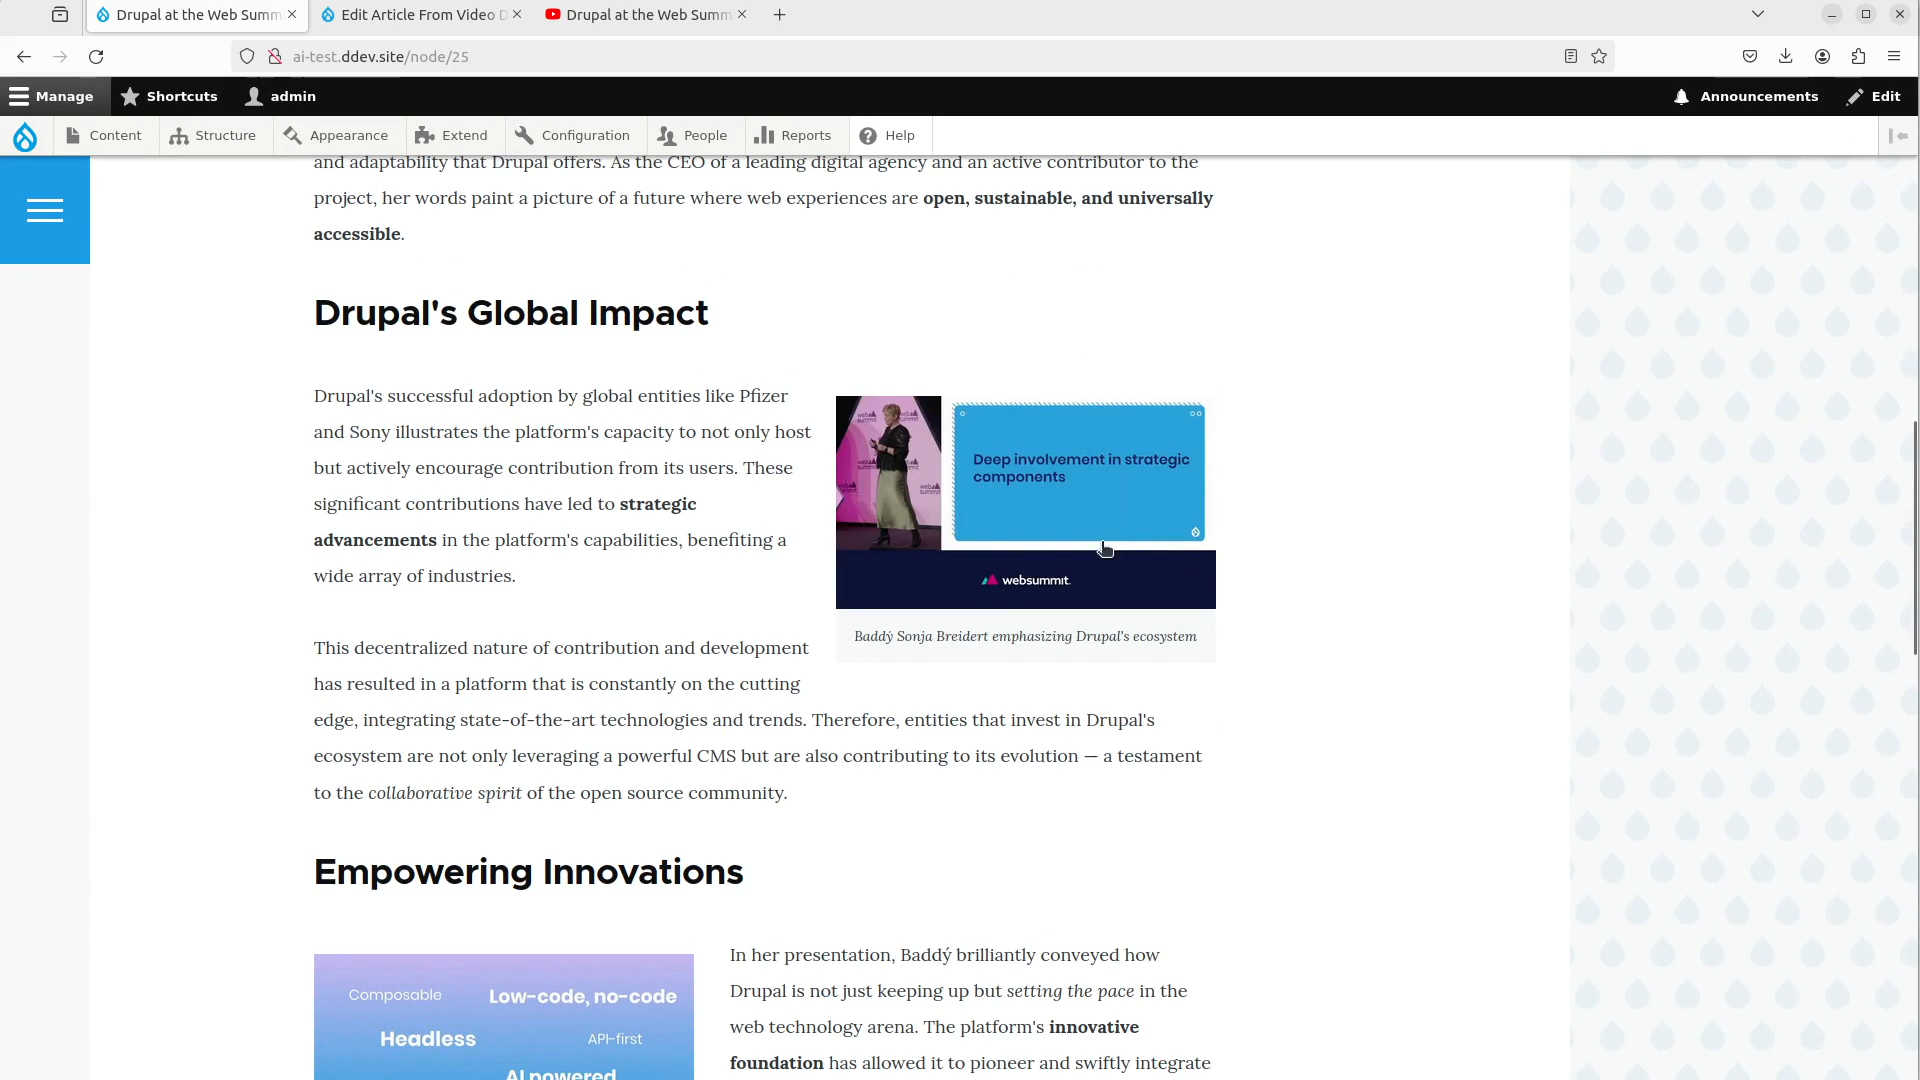 Drupal at the Web Summ
Edit Article From Video D
Drupal at the Web Summ
ai-test.ddev.site/node/25
Manage
Shortcuts
admin
Announcements
Edit
Content
Structure
Appearance
Extend
Configuration
People
Reports
Help
and adaptability that Drupal offers. As the CEO of a leading digital agency and an active contributor to the
project, her words paint a picture of a future where web experiences are open, sustainable, and universally
accessible.
Drupal's Global Impact
Drupal's successful adoption by global entities like Pfizer
and Sony illustrates the platform's capacity to not only host
but actively encourage contribution from its users. These
significant contributions have led to strategic
advancements in the platform's capabilities, benefiting a
wide array of industries.
Deep involvement in strategic
components
websummit.
Baddý Sonja Breidert emphasizing Drupal's ecosystem
This decentralized nature of contribution and development
has resulted in a platform that is constantly on the cutting
edge, integrating state-of-the-art technologies and trends. Therefore, entities that invest in Drupal's
ecosystem are not only leveraging a powerful CMS but are also contributing to its evolution — a testament
to the collaborative spirit of the open source community.
Empowering Innovations
Composable
Low-code, no-code
Headless
API-first
AI powered
In her presentation, Baddý brilliantly conveyed how
Drupal is not just keeping up but setting the pace in the
web technology arena. The platform's innovative
foundation has allowed it to pioneer and swiftly integrate